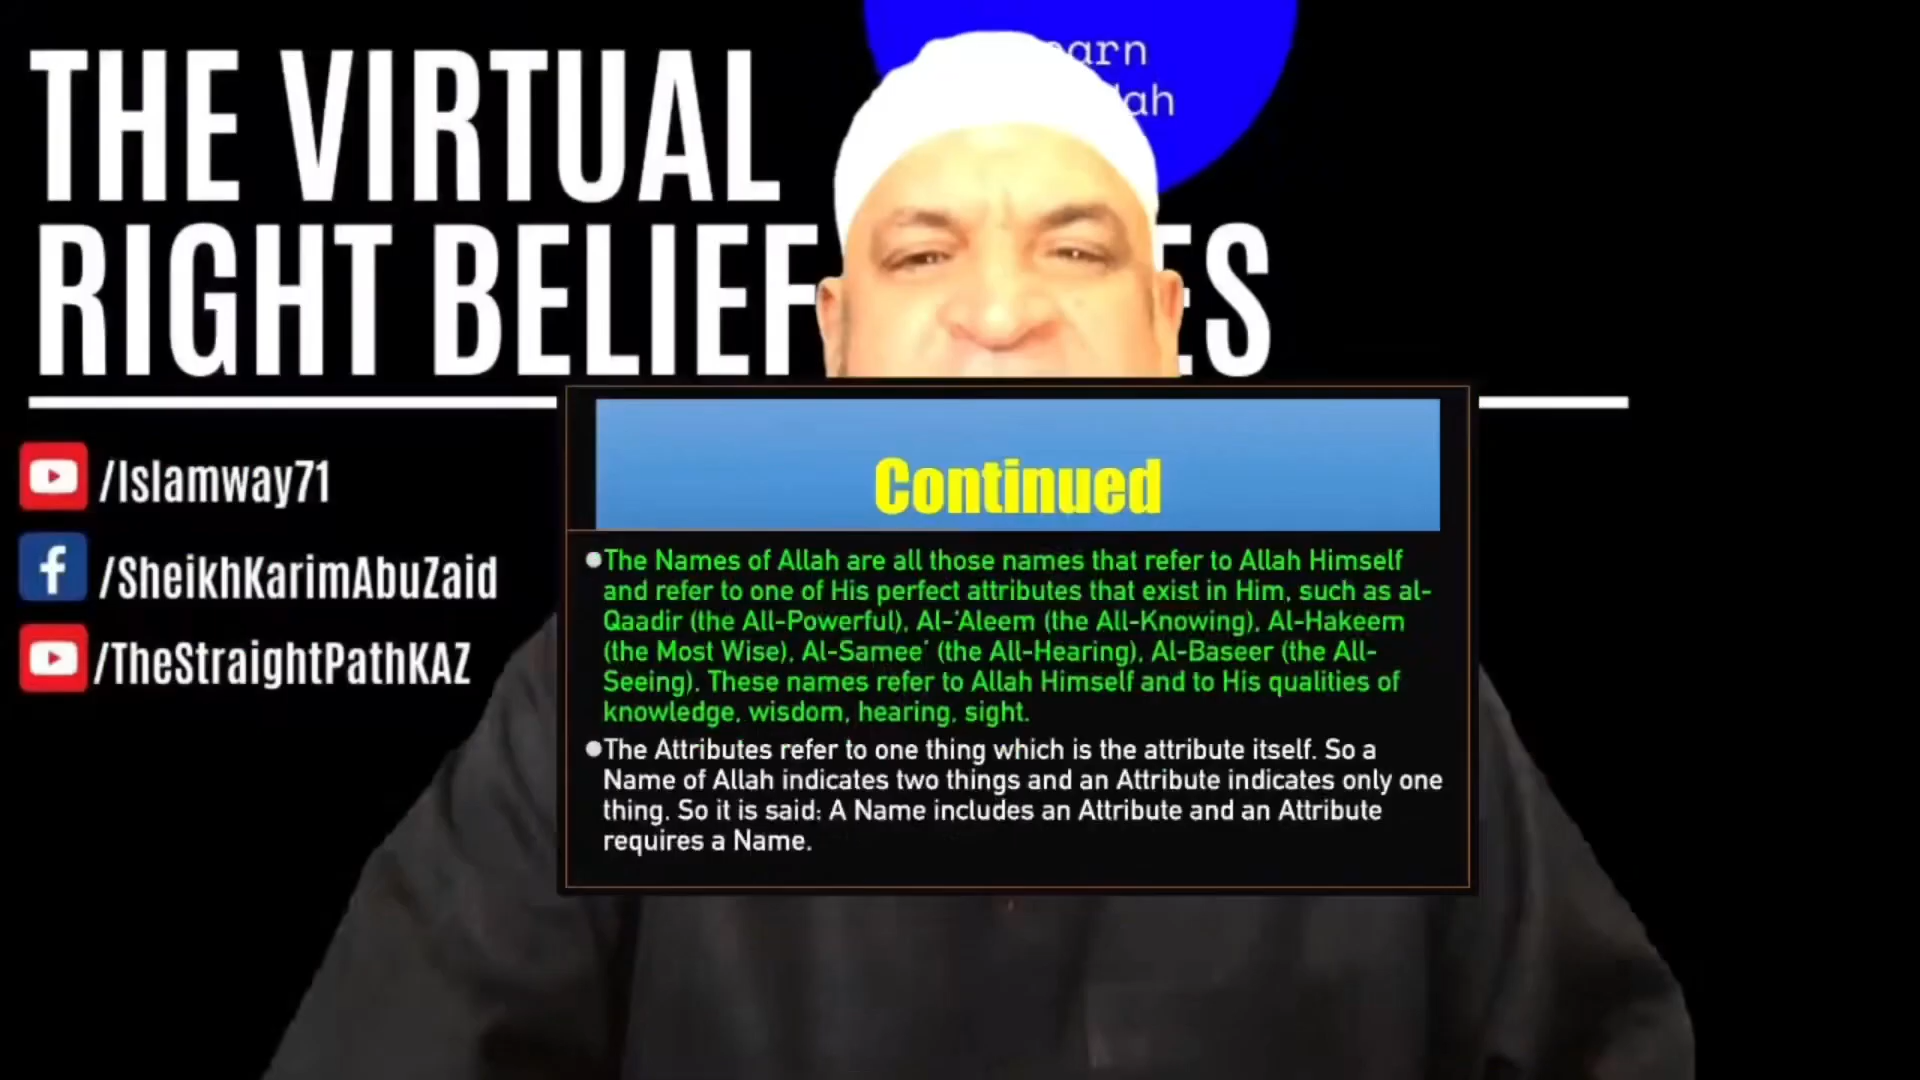 THE VIRTUAL
RIGHT BELIEF
/Islamway71
/SheikhKarimAbuZaid
/TheStraightPathKAZ
Continued
The Names of Allah are all those names that refer to Allah Himself
and refer to one of His perfect attributes that exist in Him, such as al-
Qaadir (the All-Powerful), Al-‘Aleem (the All-Knowing), Al-Hakeem
(the Most Wise), Al-Samee‘ (the All-Hearing), Al-Baseer (the All-
Seeing). These names refer to Allah Himself and to His qualities of
knowledge, wisdom, hearing, sight.
The Attributes refer to one thing which is the attribute itself. So a
Name of Allah indicates two things and an Attribute indicates only one
thing. So it is said: A Name includes an Attribute and an Attribute
requires a Name.